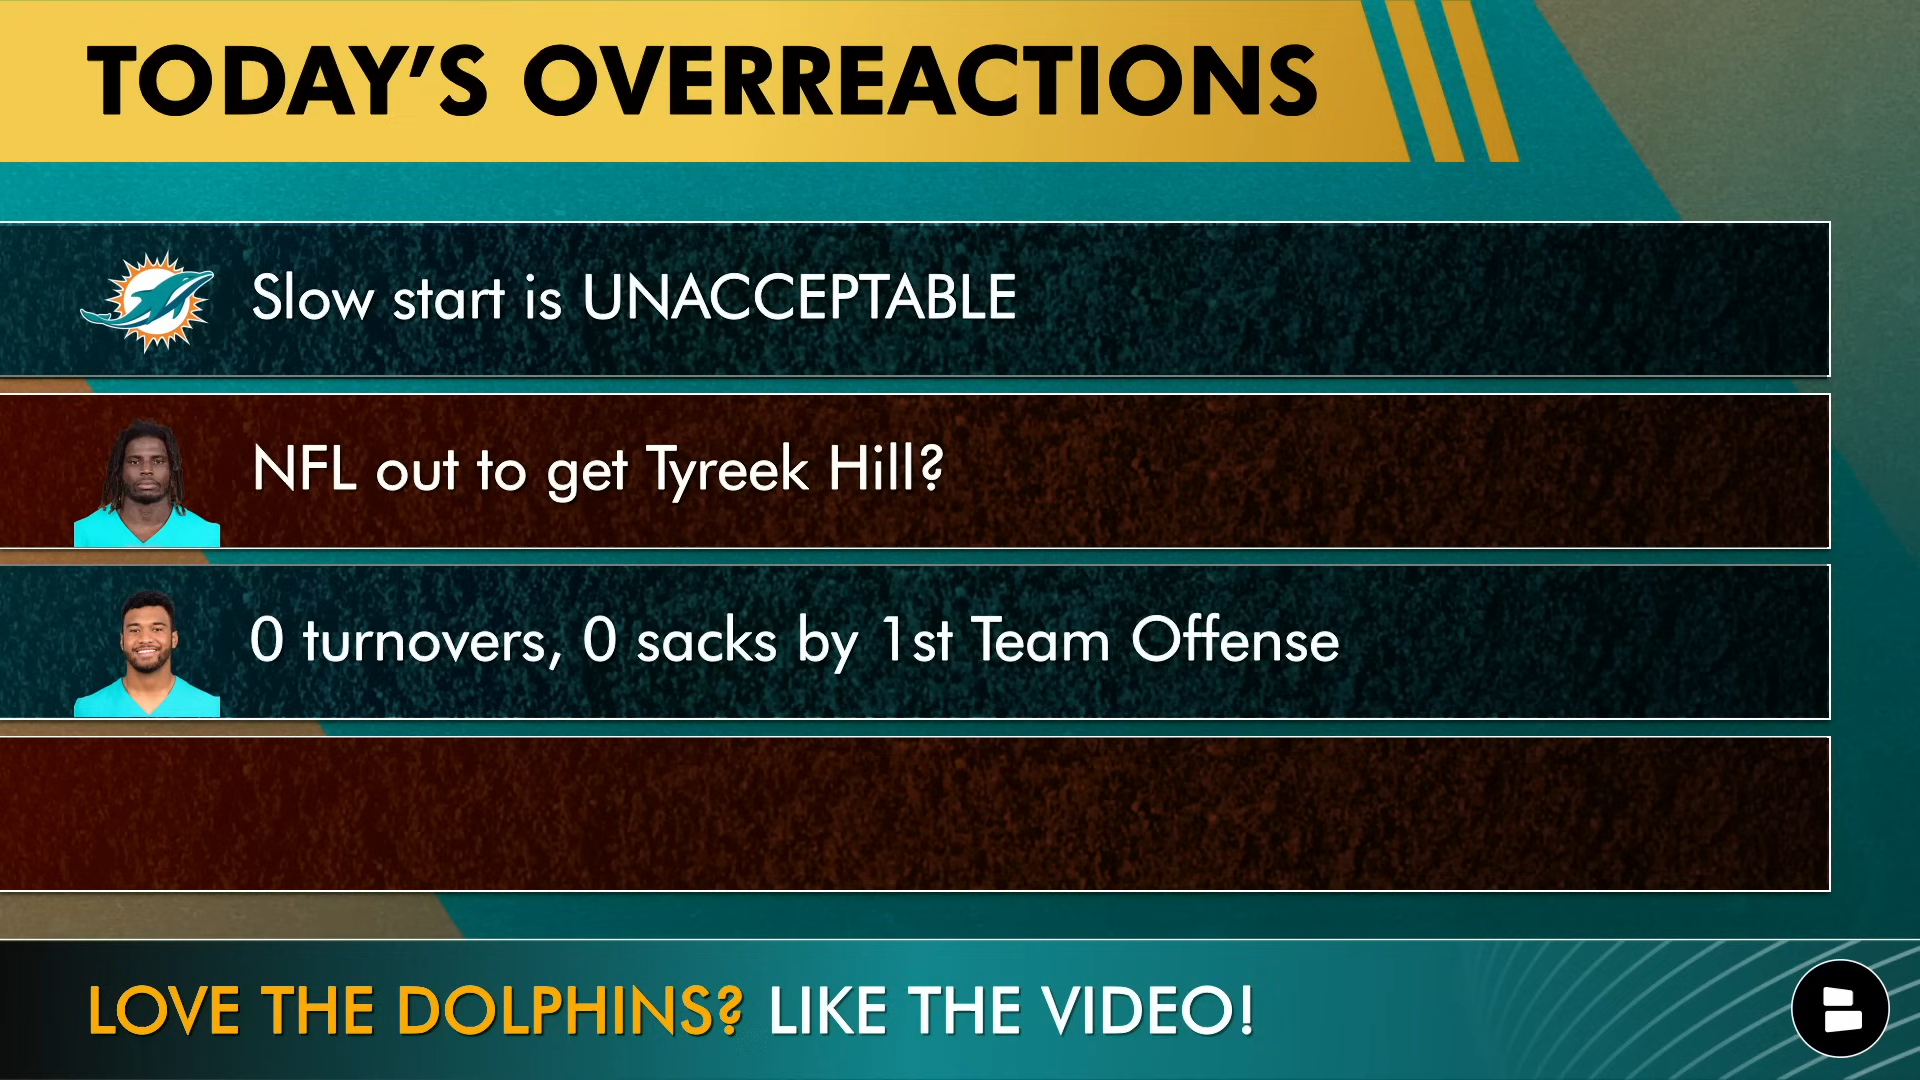 TODAY’S OVERREACTIONS
Slow start is UNACCEPTABLE
NFL out to get Tyreek Hill?
0 turnovers, 0 sacks by 1st Team Offense
LOVE THE DOLPHINS? LIKE THE VIDEO!